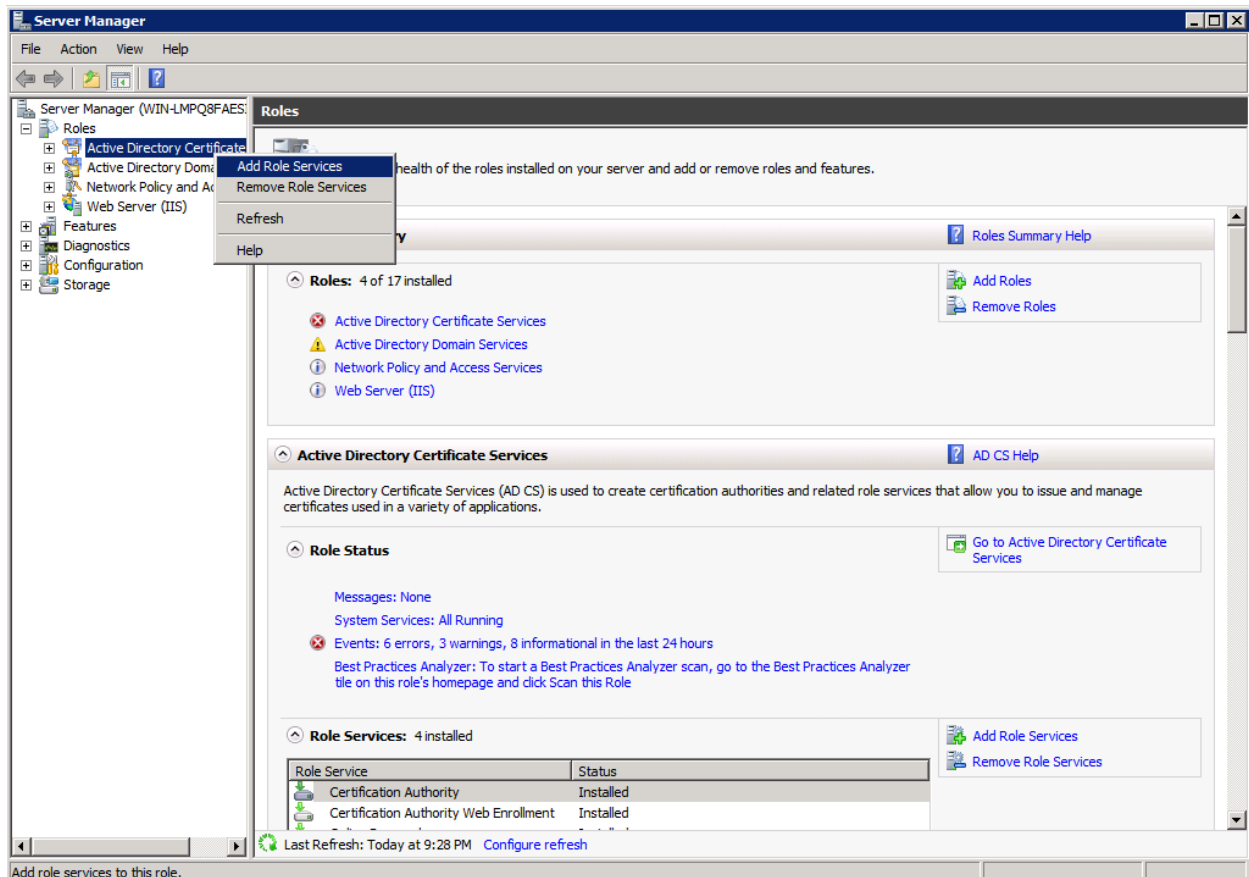 Server Manager
File Action View Help
Server Manager (WIN-LMPQ8FAES
Roles
Roles
Active Directory Certificate
Add Role Services
Active Directory Doma
health of the roles installed on your server and add or remove roles and features.
Remove Role Services
Network Policy and Ac
Web Server (IIS)
Refresh
Features
Help
Diagnostics
Configuration
Storage
Roles Summary Help
Roles: 4 of 17 installed
Add Roles
Remove Roles
Active Directory Certificate Services
Active Directory Domain Services
Network Policy and Access Services
Web Server (IIS)
Active Directory Certificate Services
AD CS Help
Active Directory Certificate Services (AD CS) is used to create certification authorities and related role services that allow you to issue and manage
certificates used in a variety of applications.
Role Status
Go to Active Directory Certificate
Services
Messages: None
System Services: All Running
Events: 6 errors, 3 warnings, 8 informational in the last 24 hours
Best Practices Analyzer: To start a Best Practices Analyzer scan, go to the Best Practices Analyzer
tile on this role's homepage and click Scan this Role
Role Services: 4 installed
Add Role Services
Remove Role Services
Role Service Status
Certification Authority Installed
Certification Authority Web Enrollment Installed
Last Refresh: Today at 9:28 PM Configure refresh
Add role services to this role.